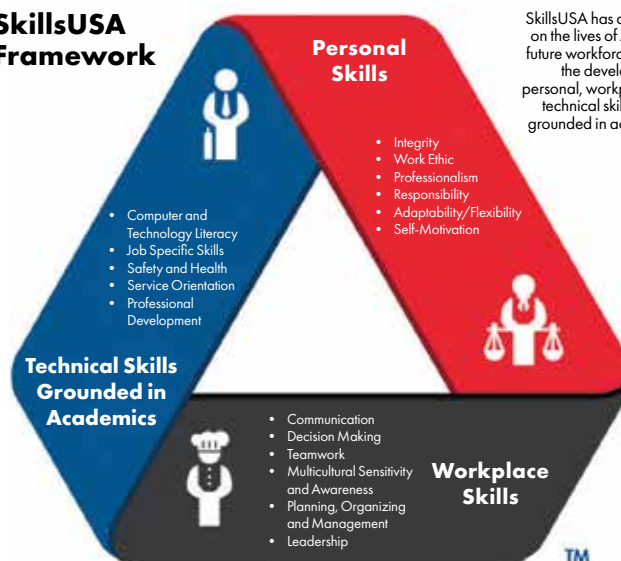 SkillsUSA
Framework
SkillsUSA has
on the lives of
future workforc
the devel
personal, workp
technical skil
grounded in ac
Personal
Skills
• Integrity
• Work Ethic
• Professionalism
• Responsibility
• Adaptability/Flexibility
• Self-Motivation
• Computer and
Technology Literacy
• Job Specific Skills
• Safety and Health
• Service Orientation
• Professional
Development
Technical Skills
Grounded in
Academics
• Communication
• Decision Making
• Teamwork
• Multicultural Sensitivity
and Awareness
• Planning, Organizing
and Management
• Leadership
Workplace
Skills
TM